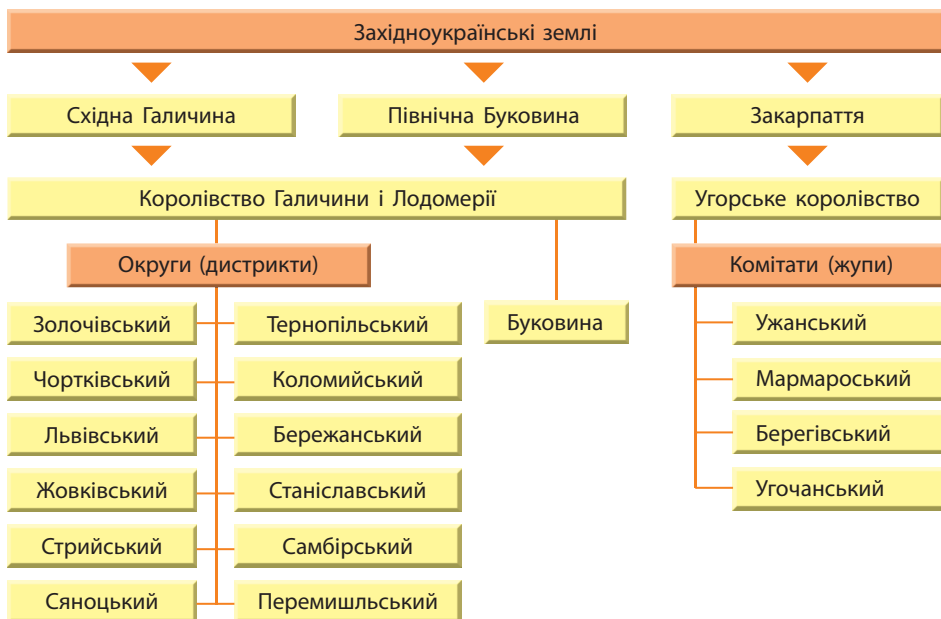 Західноукраїнські землі
Східна Галичина
Північна Буковина
Закарпаття
Королівство Галичини і Лодомерії
Угорське королівство
Округи (дистрикти)
Комітати (жупи)
Золочівський
Тернопільський
Буковина
Ужанський
Чортківський
Коломийський
Мармароський
Львівський
Бережанський
Берегівський
Жовківський
Станіславський
Угочанський
Стрийський
Самбірський
Сяноцький
Перемишльський